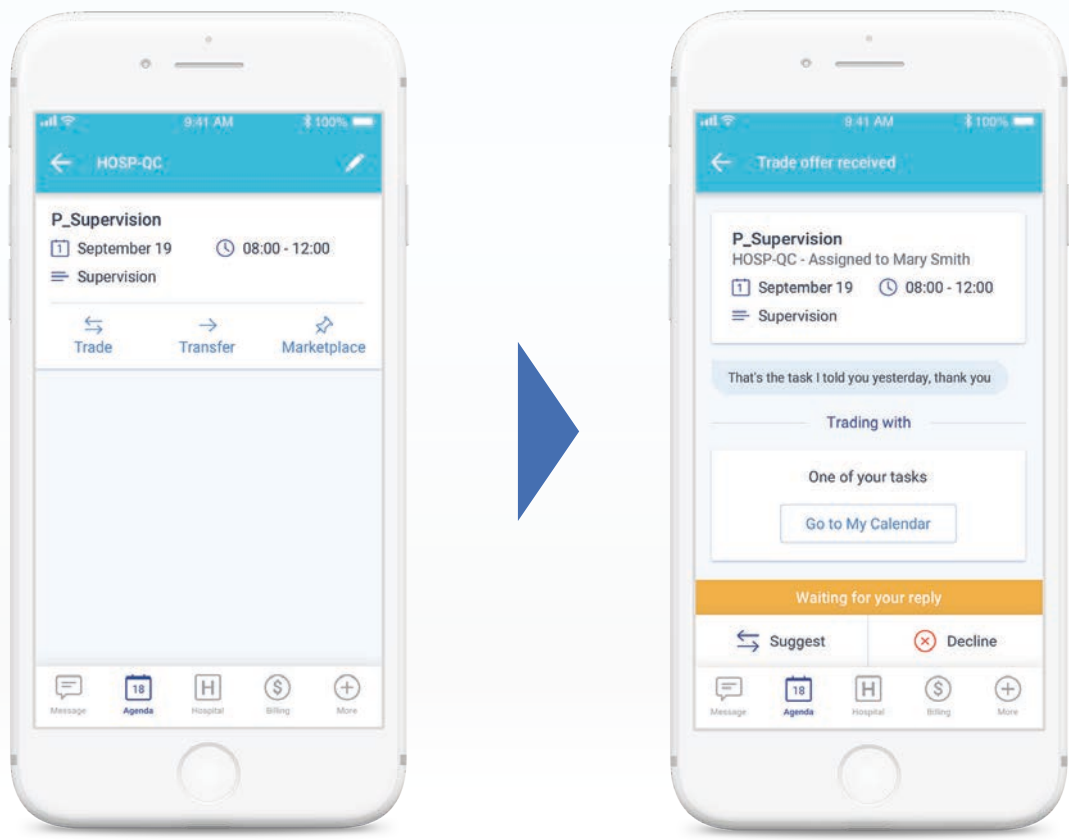 9:41 AM 100%
HOSP-QC
P_Supervision
1 September 19 08:00 - 12:00
Supervision
Trade Transfer Marketplace
18 H $
Message Agenda Hospital Billing More
9:41 AM 100%
Trade offer received
P_Supervision
HOSP-QC - Assigned to Mary Smith
1 September 19 08:00 - 12:00
Supervision
That's the task I told you yesterday, thank you
Trading with
One of your tasks
Go to My Calendar
Waiting for your reply
Suggest Decline
18 H $
Message Agenda Hospital Billing More